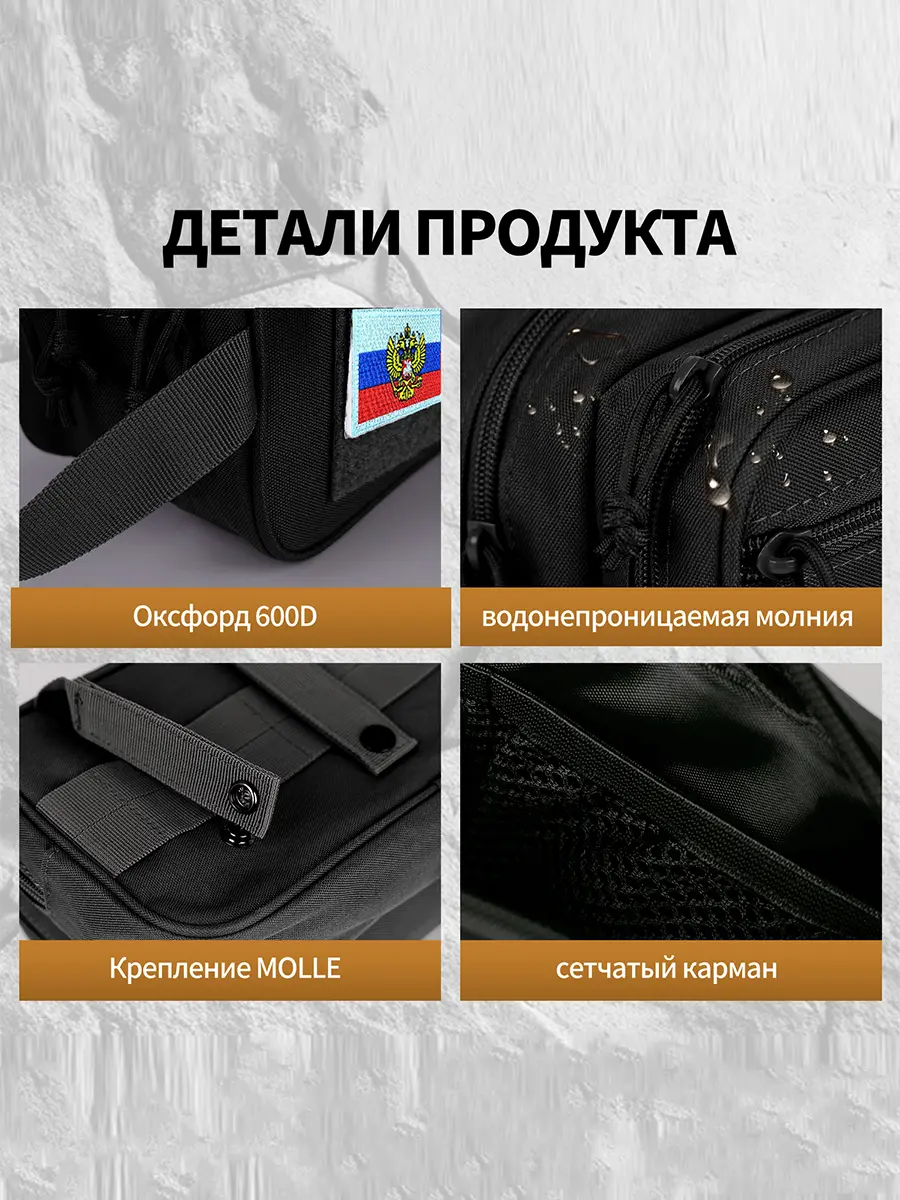 ДЕТАЛИ ПРОДУКТА
Оксфорд 600D
водонепроницаемая молния
Крепление MOLLE
сетчатый карман